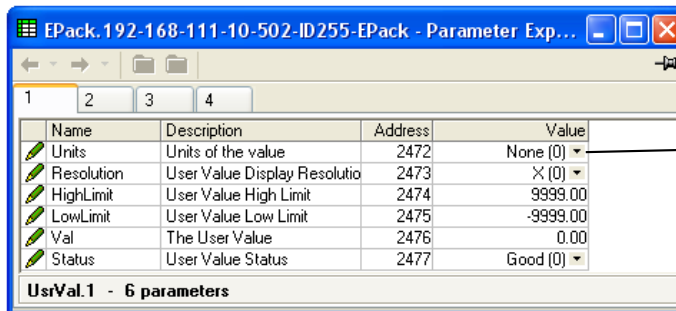 EPack.192-168-111-10-502-ID255-EPack - Parameter Exp...
1 2 3 4
Name Description Address Value
Units Units of the value 2472 None (0)
Resolution User Value Display Resolutio 2473 X (0)
HighLimit User Value High Limit 2474 9999.00
LowLimit User Value Low Limit 2475 -9999.00
Val The User Value 2476 0.00
Status User Value Status 2477 Good (0)
UsrVal.1 - 6 parameters